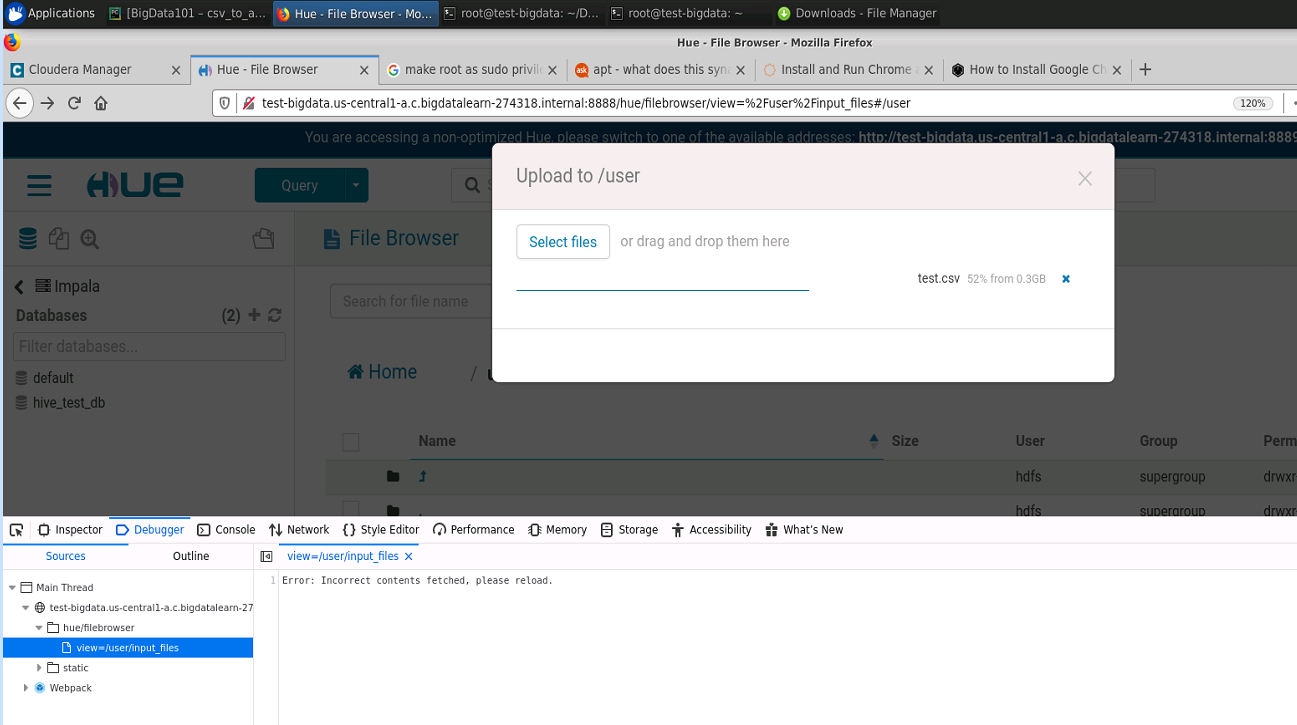 Applications [BigData101 – csv_to_a... Hue - File Browser - Mo... root@test-bigdata: ~/D... root@test-bigdata: ~ Downloads - File Manager
Hue - File Browser - Mozilla Firefox
Cloudera Manager Hue - File Browser make root as sudo privile apt - what does this syn Install and Run Chrome How to Install Google Ch
test-bigdata.us-central1-a.c.bigdatalearn-274318.internal:8888/hue/filebrowser/view=%2Fuser%2Finput_files#/user 120%
You are accessing a non-optimized Hue, please switch to one of the available addresses: http://test-bigdata.us-central1-a.c.bigdatalearn-274318.internal:8889
Upload to /user
HUE Query
Select files or drag and drop them here
File Browser
test.csv 52% from 0.3GB
Impala
Search for file name
Databases (2)
Filter databases...
Home /
default
hive_test_db
Name Size User Group Perm
hdfs supergroup drwxr
. hdfs supergroup drwxr
Inspector Debugger Console Network Style Editor Performance Memory Storage Accessibility What's New
Sources Outline view=/user/input_files
1 Error: Incorrect contents fetched, please reload.
Main Thread
test-bigdata.us-central1-a.c.bigdatalearn-27
hue/filebrowser
view=/user/input_files
static
Webpack